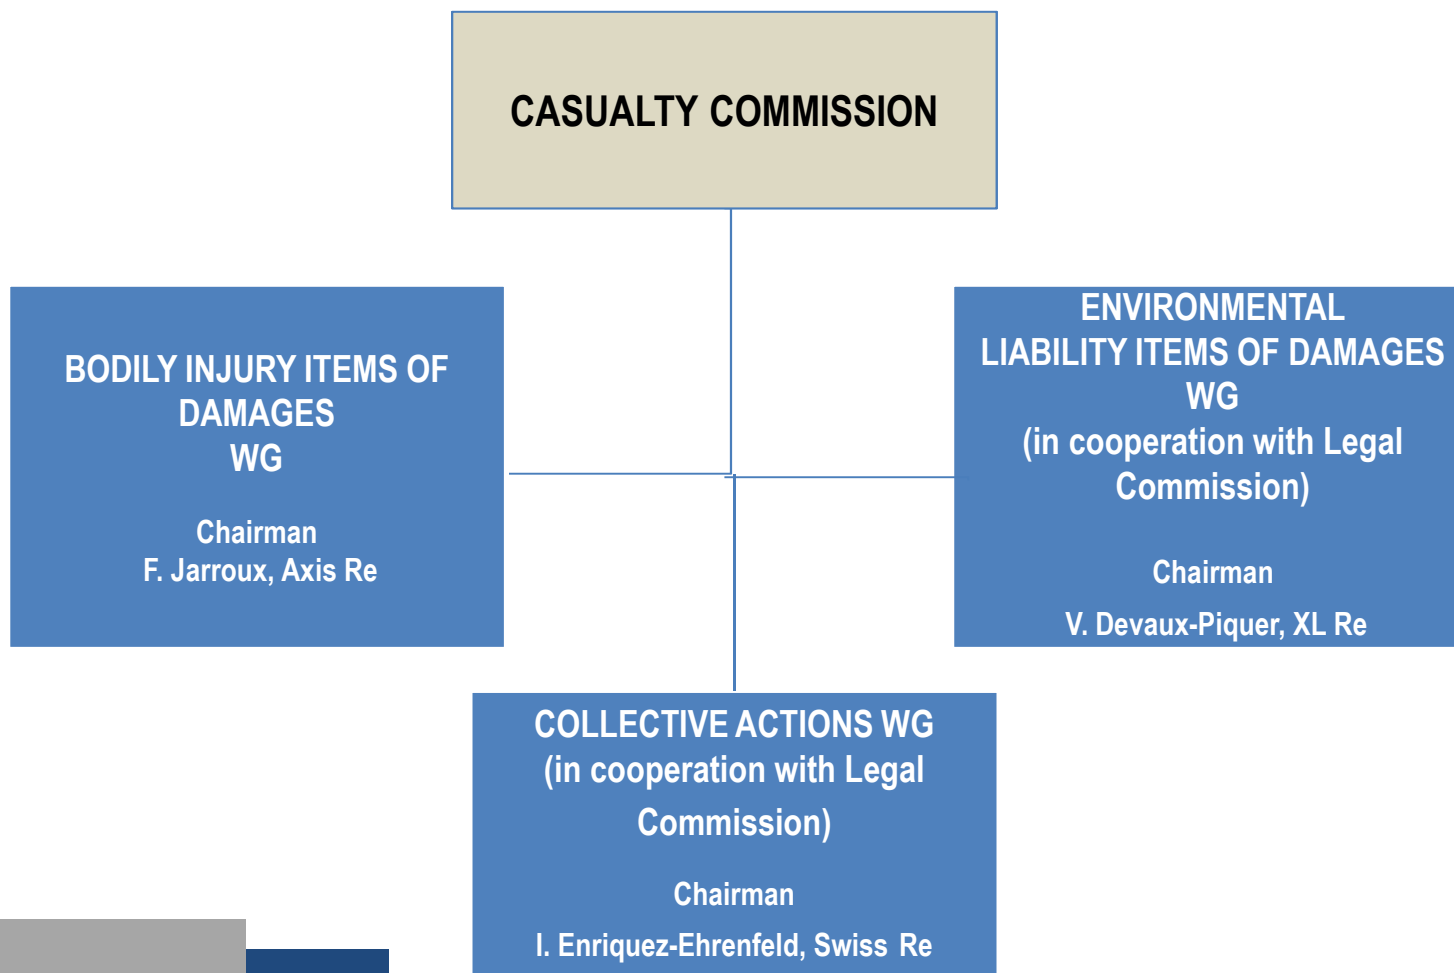 CASUALTY COMMISSION
BODILY INJURY ITEMS OF
DAMAGES
WG
Chairman
F. Jarroux, Axis Re
ENVIRONMENTAL
LIABILITY ITEMS OF DAMAGES
WG
(in cooperation with Legal
Commission)
Chairman
V. Devaux-Piquer, XL Re
COLLECTIVE ACTIONS WG
(in cooperation with Legal
Commission)
Chairman
I. Enriquez-Ehrenfeld, Swiss Re